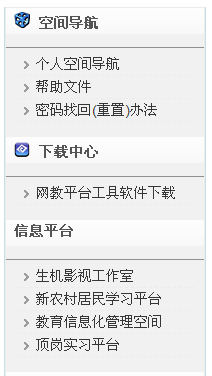 空间导航
个人空间导航
帮助文件
密码找回(重置)办法
下载中心
网教平台工具软件下载
信息平台
生机影视工作室
新农村居民学习平台
教育信息化管理空间
顶岗实习平台